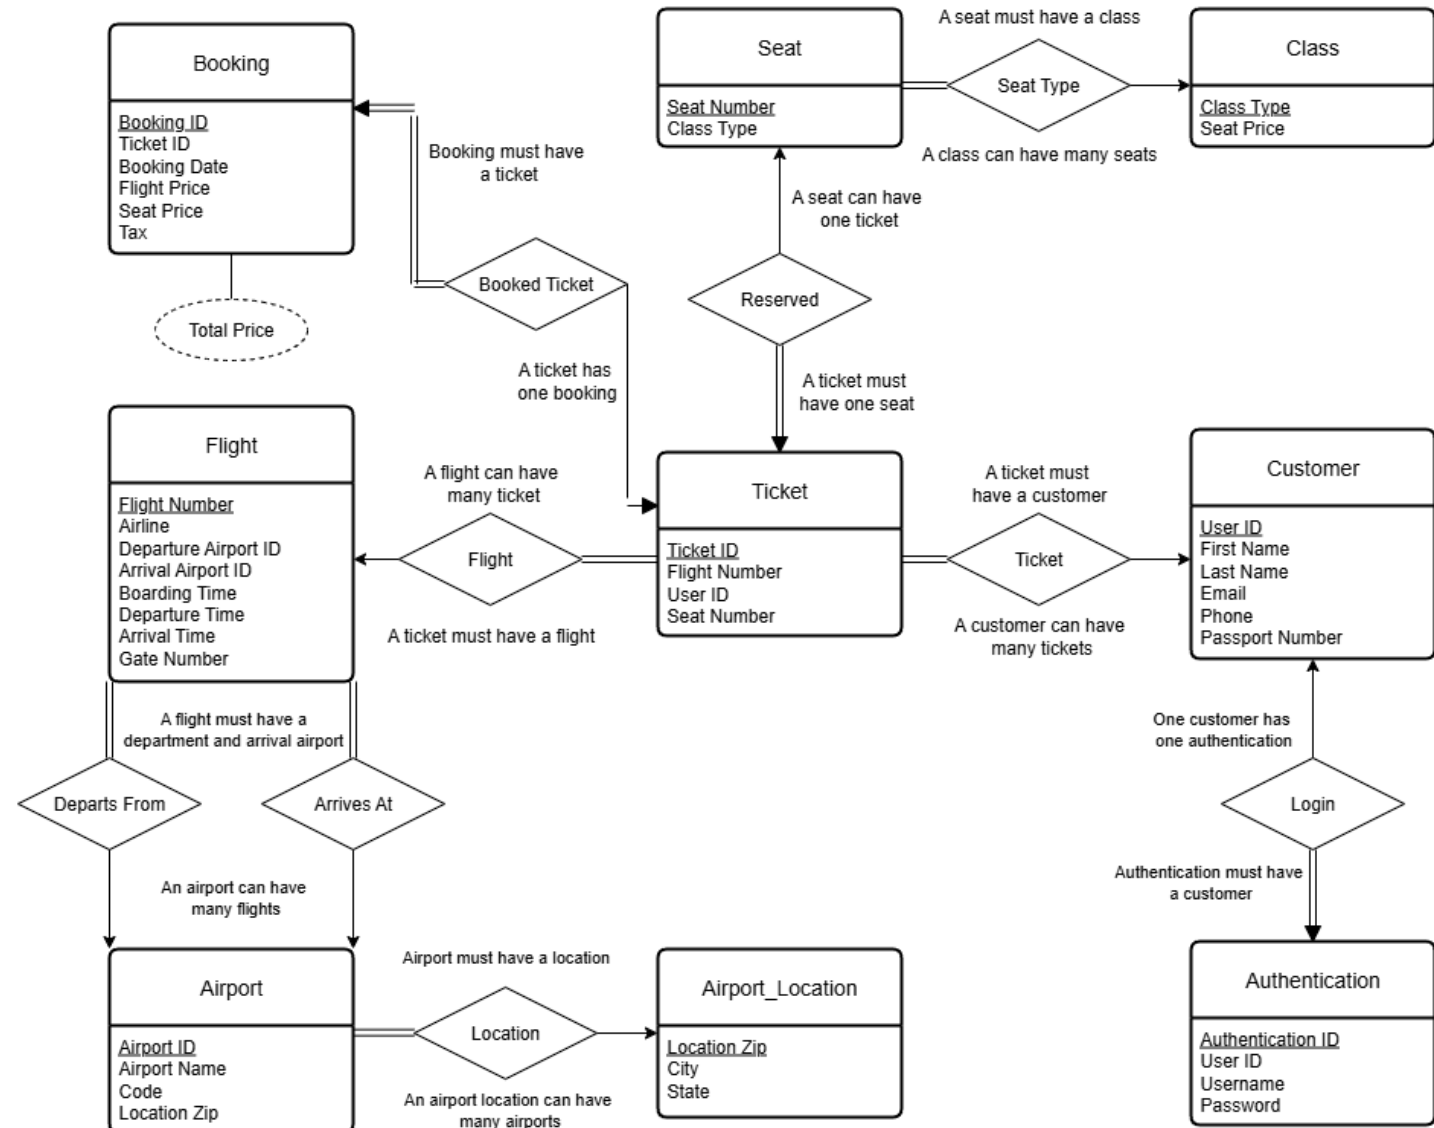 Booking
Booking ID
Ticket ID
Booking Date
Flight Price
Seat Price
Tax
Total Price
Booking must have
a ticket
Booked Ticket
A ticket has
one booking
Seat
Seat Number
Class Type
A seat must have a class
Seat Type
A class can have many seats
Class
Class Type
Seat Price
A seat can have
one ticket
Reserved
A ticket must
have one seat
Flight
Flight Number
Airline
Departure Airport ID
Arrival Airport ID
Boarding Time
Departure Time
Arrival Time
Gate Number
A flight can have
many ticket
Flight
A ticket must have a flight
Ticket
Ticket ID
Flight Number
User ID
Seat Number
A ticket must
have a customer
Ticket
A customer can have
many tickets
Customer
User ID
First Name
Last Name
Email
Phone
Passport Number
A flight must have a
department and arrival airport
Departs From
Arrives At
An airport can have
many flights
One customer has
one authentication
Login
Authentication must have
a customer
Airport
Airport ID
Airport Name
Code
Location Zip
Airport must have a location
Location
An airport location can have
many airports
Airport_Location
Location Zip
City
State
Authentication
Authentication ID
User ID
Username
Password